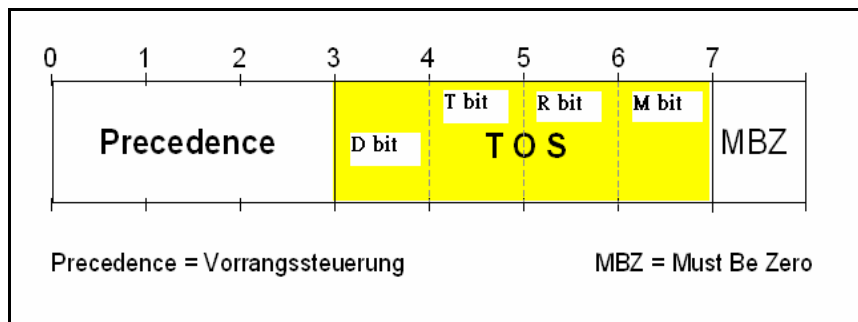 0 1 2 3 4 5 6 7
T bit R bit M bit
Precedence D bit T O S MBZ
Precedence = Vorrangssteuerung MBZ = Must Be Zero